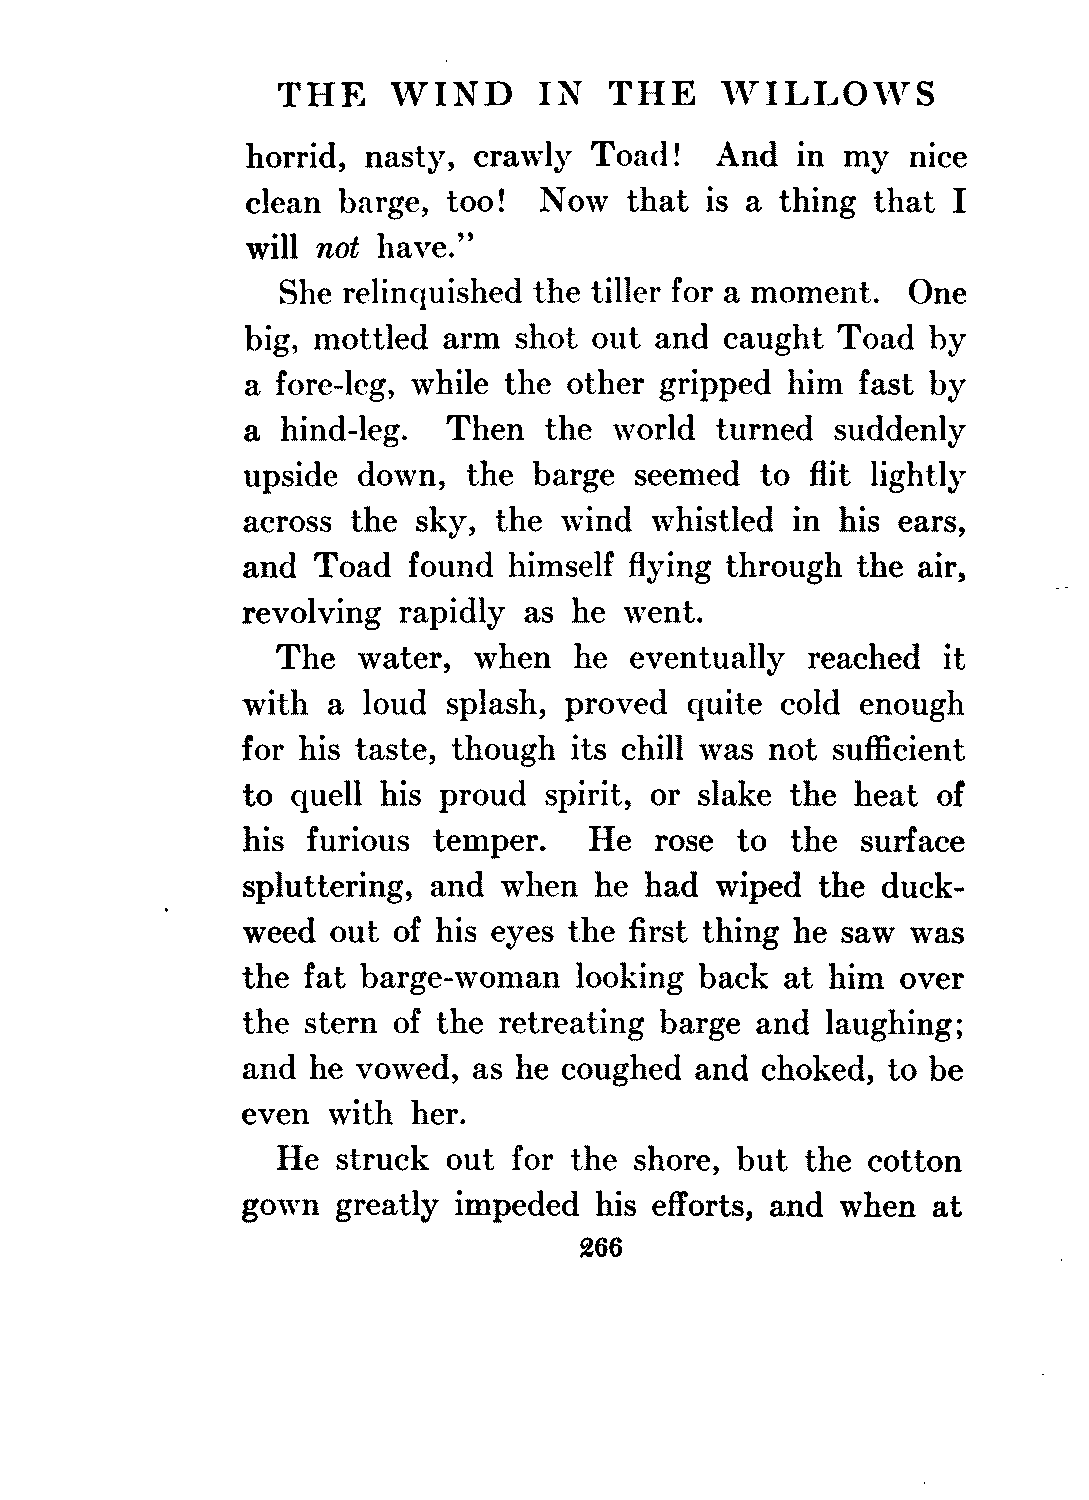 THE WIND IN THE WILLOWS
horrid, nasty, crawly Toad! And in my nice
clean barge, too! Now that is a thing that I
will not have.”
She relinquished the tiller for a moment. One
big, mottled arm shot out and caught Toad by
a fore-leg, while the other gripped him fast by
a hind-leg. Then the world turned suddenly
upside down, the barge seemed to flit lightly
across the sky, the wind whistled in his ears,
and Toad found himself flying through the air,
revolving rapidly as he went.
The water, when he eventually reached it
with a loud splash, proved quite cold enough
for his taste, though its chill was not sufficient
to quell his proud spirit, or slake the heat of
his furious temper. He rose to the surface
spluttering, and when he had wiped the duck-
weed out of his eyes the first thing he saw was
the fat barge-woman looking back at him over
the stern of the retreating barge and laughing;
and he vowed, as he coughed and choked, to be
even with her.
He struck out for the shore, but the cotton
gown greatly impeded his efforts, and when at
266